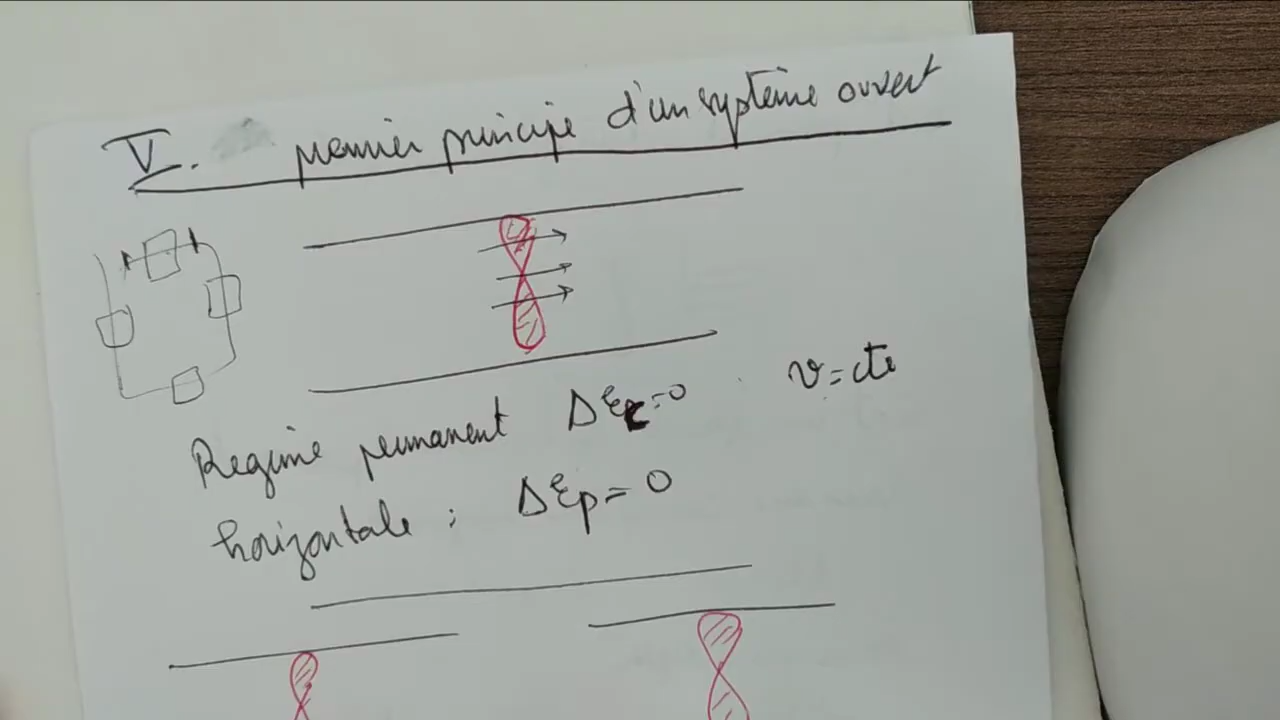 V. premier principe d'un système ouvert
Regime permanent ΔEc=0 v=cte
horizontale ; ΔEp=0